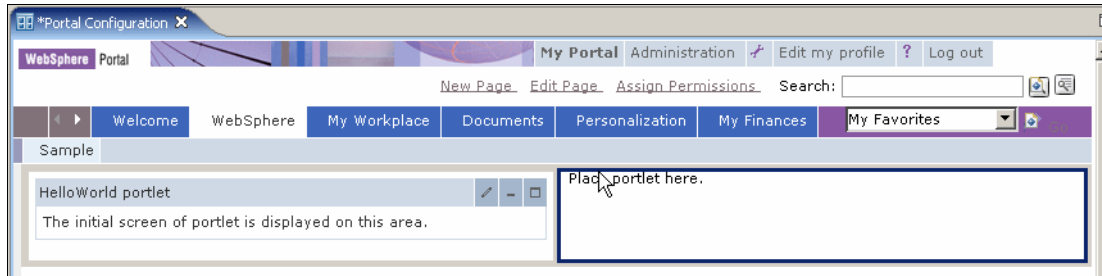 *Portal Configuration
WebSphere Portal My Portal Administration Edit my profile ? Log out
New Page Edit Page Assign Permissions Search:
Welcome WebSphere My Workplace Documents Personalization My Finances My Favorites Go
Sample
HelloWorld portlet
The initial screen of portlet is displayed on this area.
Place portlet here.